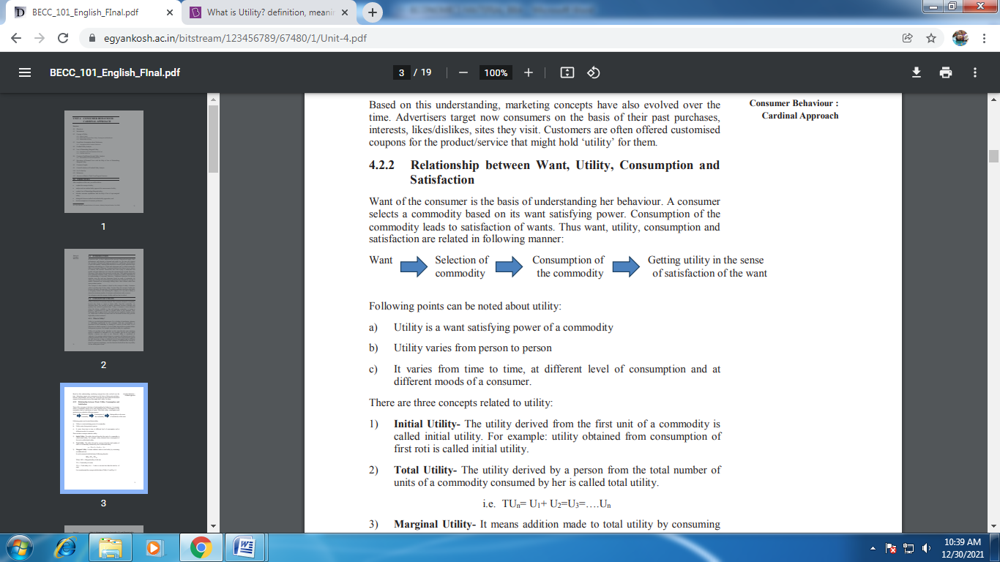 BECC_101_English_FInal.pdf
What is Utility? definition, meanin
egyankosh.ac.in/bitstream/123456789/67480/1/Unit-4.pdf
BECC_101_English_FInal.pdf
3 / 19
100%
Based on this understanding, marketing concepts have also evolved over the
time. Advertisers target now consumers on the basis of their past purchases,
interests, likes/dislikes, sites they visit. Customers are often offered customised
coupons for the product/service that might hold ‘utility’ for them.
Consumer Behaviour :
Cardinal Approach
4.2.2 Relationship between Want, Utility, Consumption and
Satisfaction
Want of the consumer is the basis of understanding her behaviour. A consumer
selects a commodity based on its want satisfying power. Consumption of the
commodity leads to satisfaction of wants. Thus want, utility, consumption and
satisfaction are related in following manner:
Want
Selection of
commodity
Consumption of
the commodity
Getting utility in the sense
of satisfaction of the want
Following points can be noted about utility:
a) Utility is a want satisfying power of a commodity
b) Utility varies from person to person
c) It varies from time to time, at different level of consumption and at
different moods of a consumer.
There are three concepts related to utility:
1) Initial Utility- The utility derived from the first unit of a commodity is
called initial utility. For example: utility obtained from consumption of
first roti is called initial utility.
2) Total Utility- The utility derived by a person from the total number of
units of a commodity consumed by her is called total utility.
i.e. TUn= U1+ U2=U3=….Un
3) Marginal Utility- It means addition made to total utility by consuming
1
2
3
10:39 AM
12/30/2021